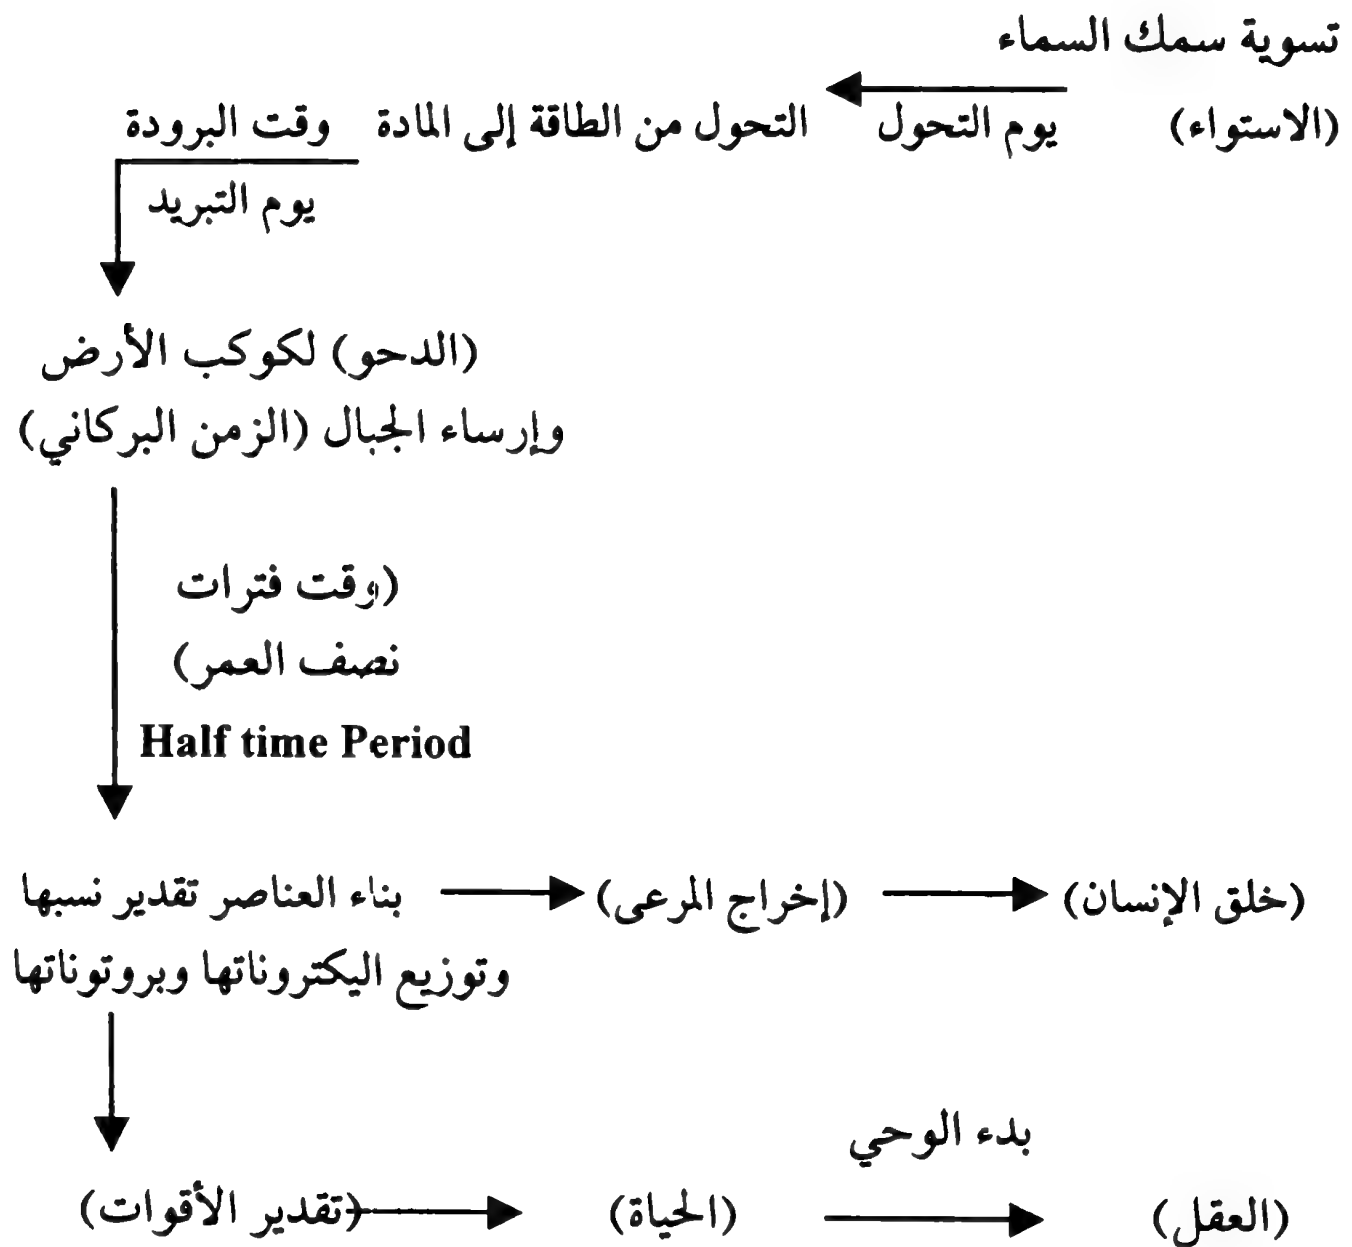 تسوية سمك السماء
(الاستواء) يوم التحول التحول من الطاقة إلى المادة وقت البرودة
يوم التبريد
(الدحو) لكوكب الأرض
وإرساء الجبال (الزمن البركاني)
(وقت فترات
نصف العمر)
Half time Period
بناء العناصر تقدير نسبها (إخراج المرعى) (خلق الإنسان)
وتوزيع اليكتروناتها وبروتوناتها
بدء الوحي
(تقدير الأقوات) (الحياة) (العقل)